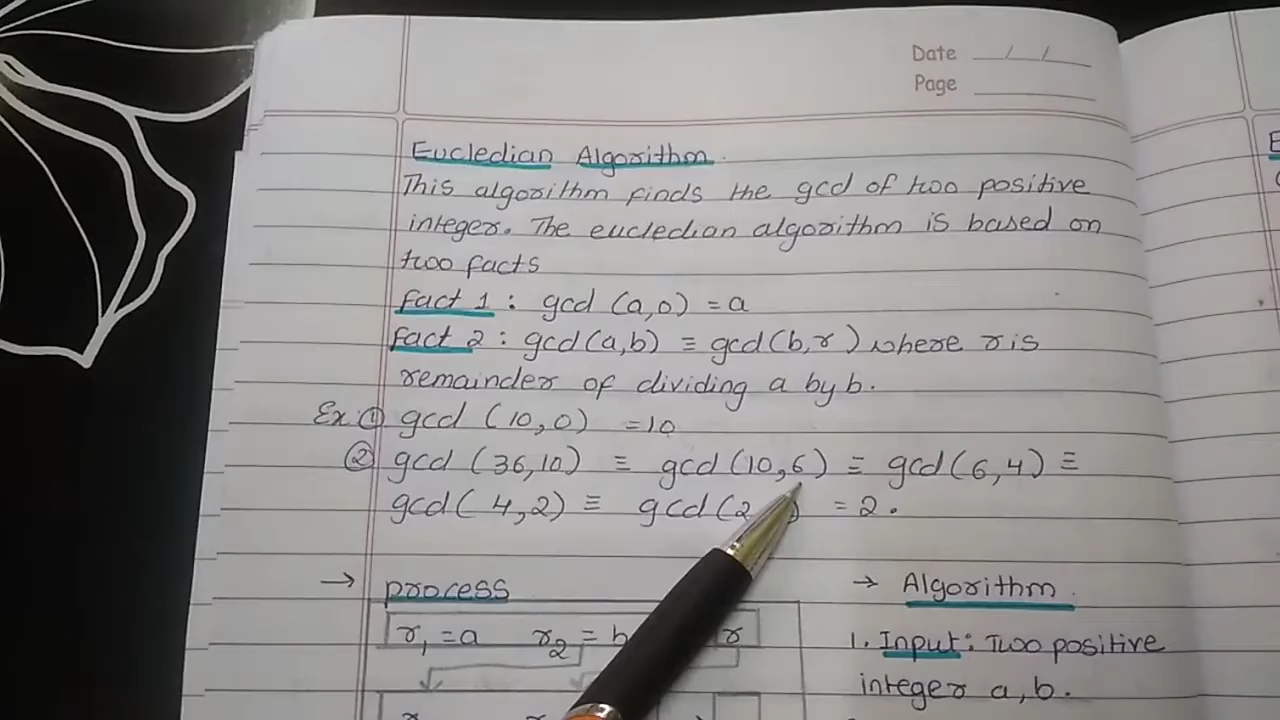 Date / /
Page
Eucledian Algorithm.
This algorithm finds the gcd of two positive
integer. The eucledian algorithm is based on
two facts
fact 1 : gcd (a,0) = a
fact 2 : gcd(a,b) ≡ gcd(b,r) where r is
remainder of dividing a by b.
Ex ① gcd (10,0) =10
② gcd (36,10) ≡ gcd(10,6) ≡ gcd(6,4) ≡
gcd(4,2) ≡ gcd(2 ) = 2.
→ process
→ Algorithm.
r₁ = a r₂ = b r
1. Input: Two positive
integer a,b.